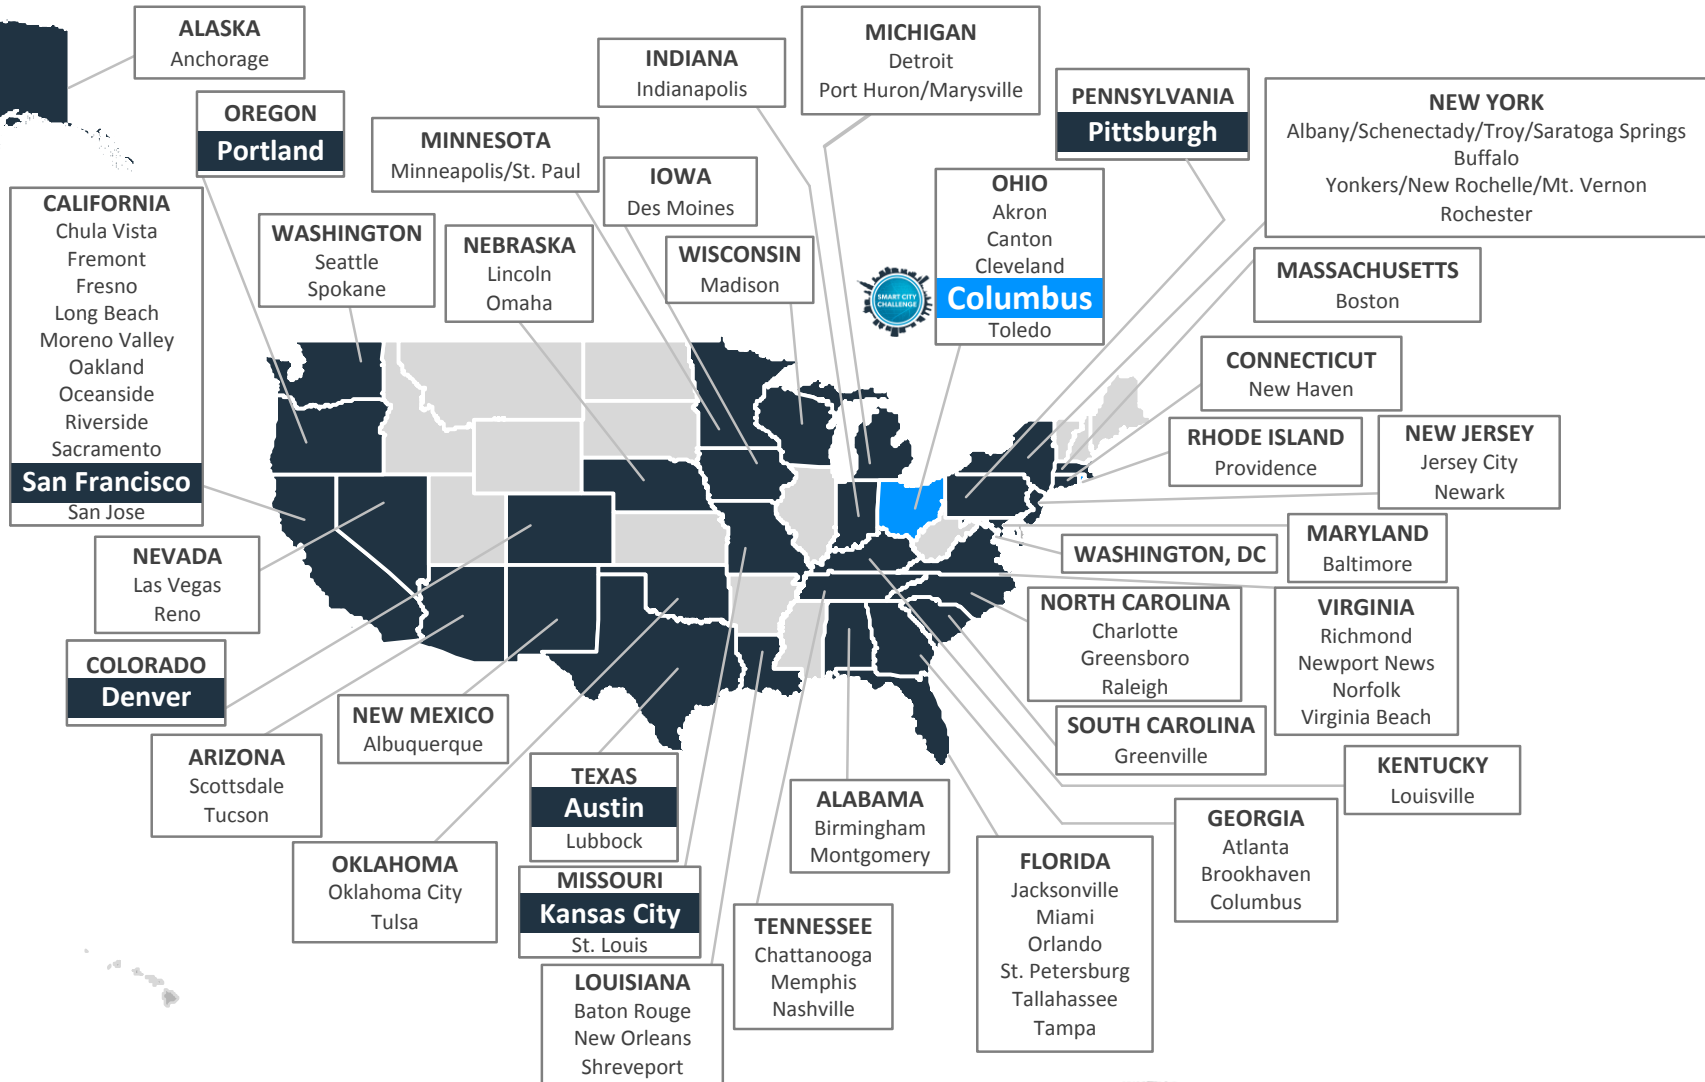 ALASKA
Anchorage
OREGON
Portland
CALIFORNIA
Chula Vista
Fremont
Fresno
Long Beach
Moreno Valley
Oakland
Oceanside
Riverside
Sacramento
San Francisco
San Jose
WASHINGTON
Seattle
Spokane
MINNESOTA
Minneapolis/St. Paul
NEBRASKA
Lincoln
Omaha
INDIANA
Indianapolis
IOWA
Des Moines
WISCONSIN
Madison
MICHIGAN
Detroit
Port Huron/Marysville
SMART CITY
CHALLENGE
OHIO
Akron
Canton
Cleveland
Columbus
Toledo
PENNSYLVANIA
Pittsburgh
NEW YORK
Albany/Schenectady/Troy/Saratoga Springs
Buffalo
Yonkers/New Rochelle/Mt. Vernon
Rochester
MASSACHUSETTS
Boston
CONNECTICUT
New Haven
RHODE ISLAND
Providence
NEW JERSEY
Jersey City
Newark
MARYLAND
Baltimore
WASHINGTON, DC
NEVADA
Las Vegas
Reno
COLORADO
Denver
ARIZONA
Scottsdale
Tucson
NEW MEXICO
Albuquerque
OKLAHOMA
Oklahoma City
Tulsa
TEXAS
Austin
Lubbock
MISSOURI
Kansas City
St. Louis
LOUISIANA
Baton Rouge
New Orleans
Shreveport
TENNESSEE
Chattanooga
Memphis
Nashville
ALABAMA
Birmingham
Montgomery
NORTH CAROLINA
Charlotte
Greensboro
Raleigh
VIRGINIA
Richmond
Newport News
Norfolk
Virginia Beach
SOUTH CAROLINA
Greenville
KENTUCKY
Louisville
GEORGIA
Atlanta
Brookhaven
Columbus
FLORIDA
Jacksonville
Miami
Orlando
St. Petersburg
Tallahassee
Tampa